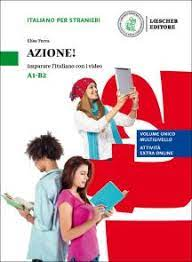 ITALIANO PER STRANIERI
LOESCHER
EDITORE
Elisa Turra
AZIONE!
Imparare l'italiano con i video
A1-B2
VOLUME UNICO
MULTILIVELLO
ATTIVITÀ
EXTRA ONLINE